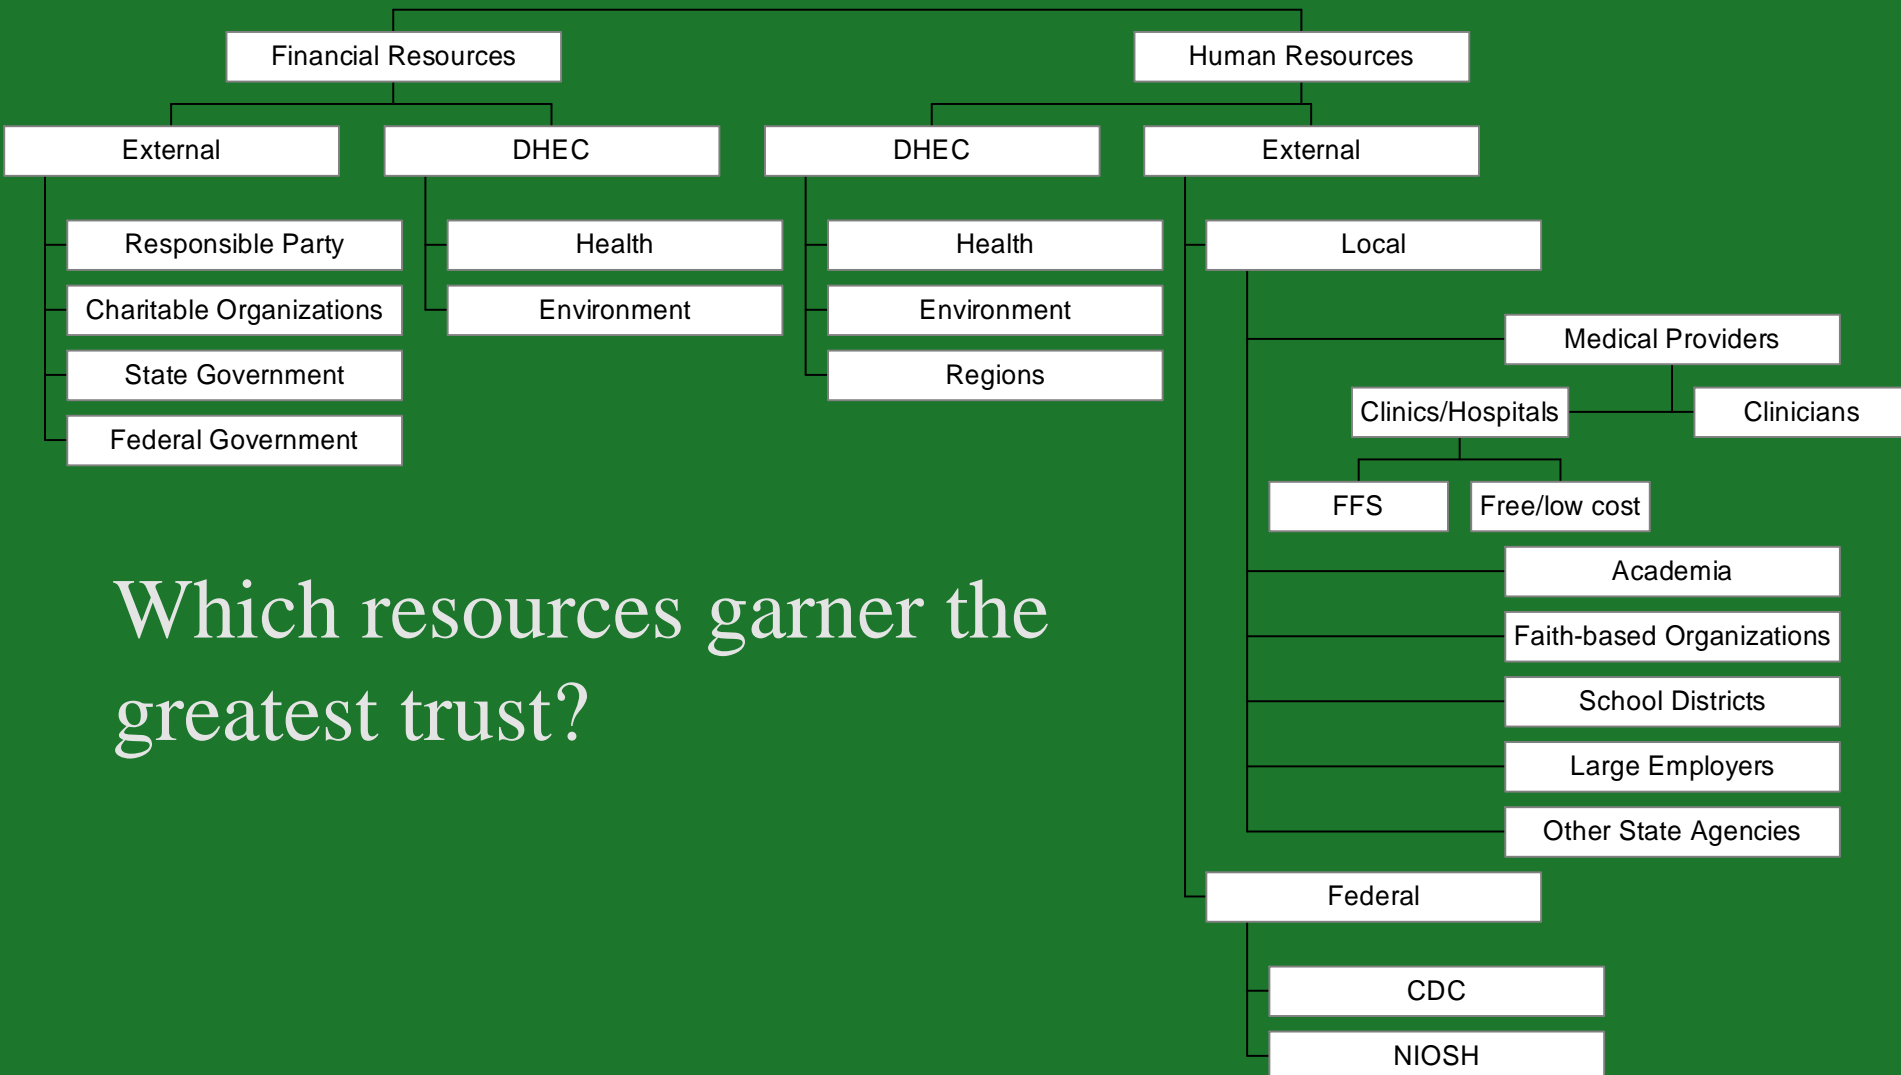 Financial Resources
Human Resources
External
DHEC
DHEC
External
Responsible Party
Charitable Organizations
State Government
Federal Government
Health
Environment
Health
Environment
Regions
Local
Medical Providers
Clinics/Hospitals
Clinicians
FFS
Free/low cost
Academia
Faith-based Organizations
School Districts
Large Employers
Other State Agencies
Federal
CDC
NIOSH
Which resources garner the
greatest trust?